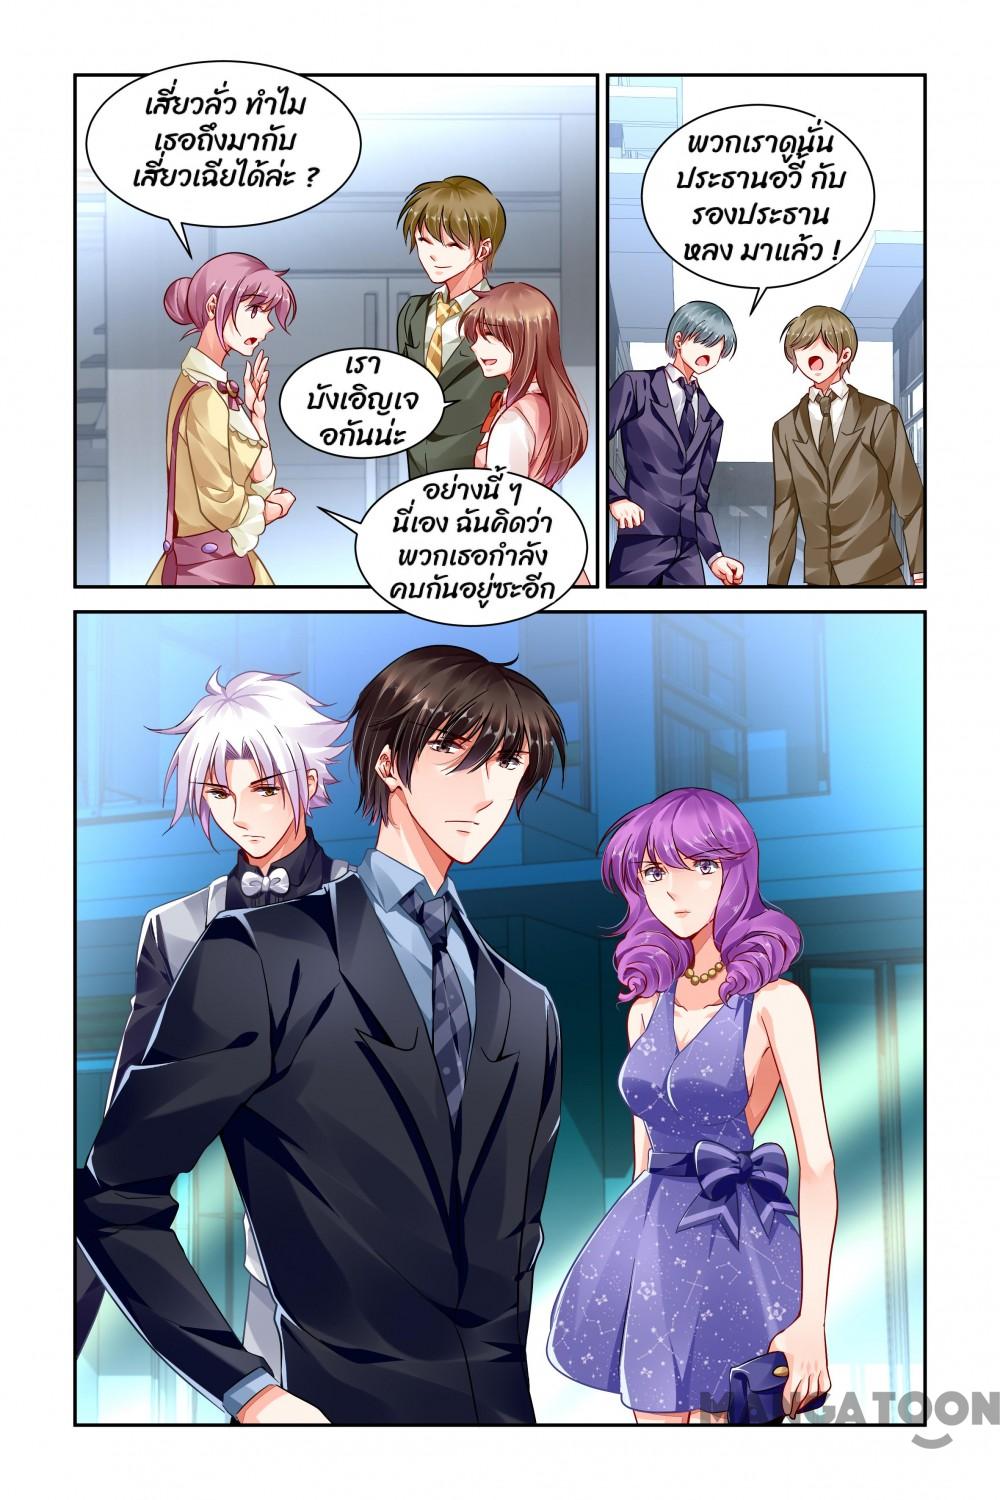 เสี่ยวลั่ว ทำไม
เธอถึงมากับ
เสี่ยวเฉียได้ล่ะ ?
เรา
บังเอิญเจ
อกันน่ะ
อย่างนี้ ๆ
นี่เอง ฉันคิดว่า
พวกเธอกำลัง
คบกันอยู่ซะอีก
พวกเราดูนั่น
ประธานอวี้ กับ
รองประธาน
หลง มาแล้ว !
MANGATOON